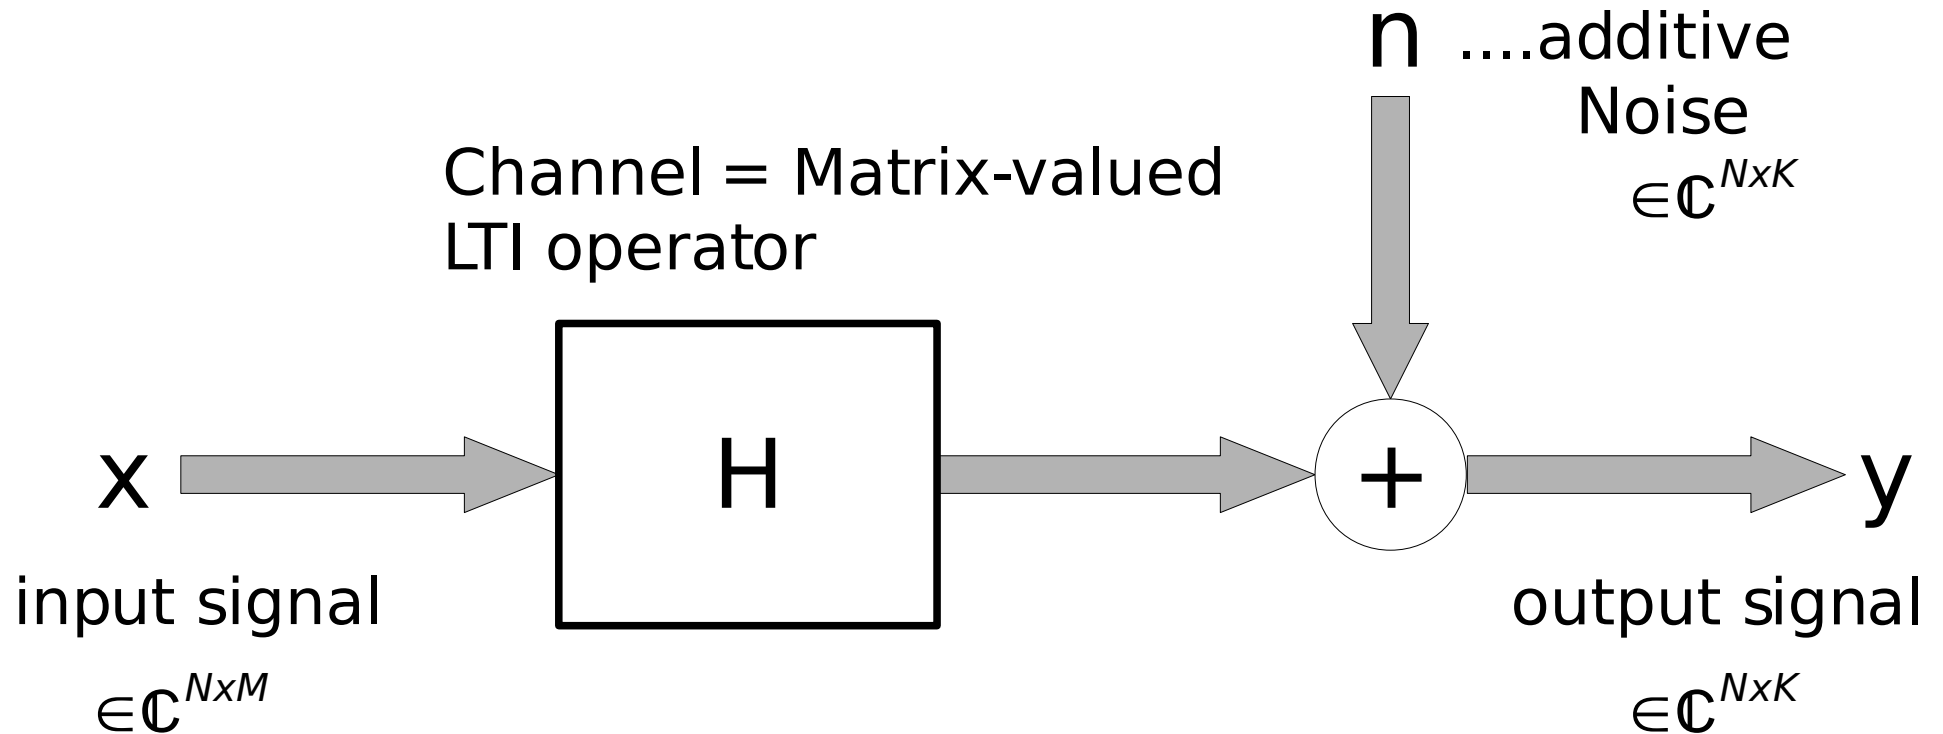 n ....additive
Noise
∈ℂ^NxK
Channel = Matrix-valued
LTI operator
x
H
+
y
input signal
∈ℂ^NxM
output signal
∈ℂ^NxK